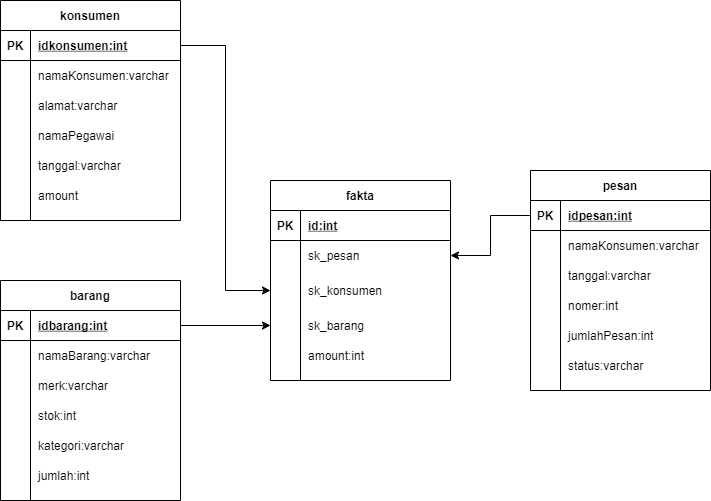 konsumen
PK idkonsumen:int
namaKonsumen:varchar
alamat:varchar
namaPegawai
tanggal:varchar
amount
barang
PK idbarang:int
namaBarang:varchar
merk:varchar
stok:int
kategori:varchar
jumlah:int
fakta
PK id:int
sk_pesan
sk_konsumen
sk_barang
amount:int
pesan
PK idpesan:int
namaKonsumen:varchar
tanggal:varchar
nomer:int
jumlahPesan:int
status:varchar